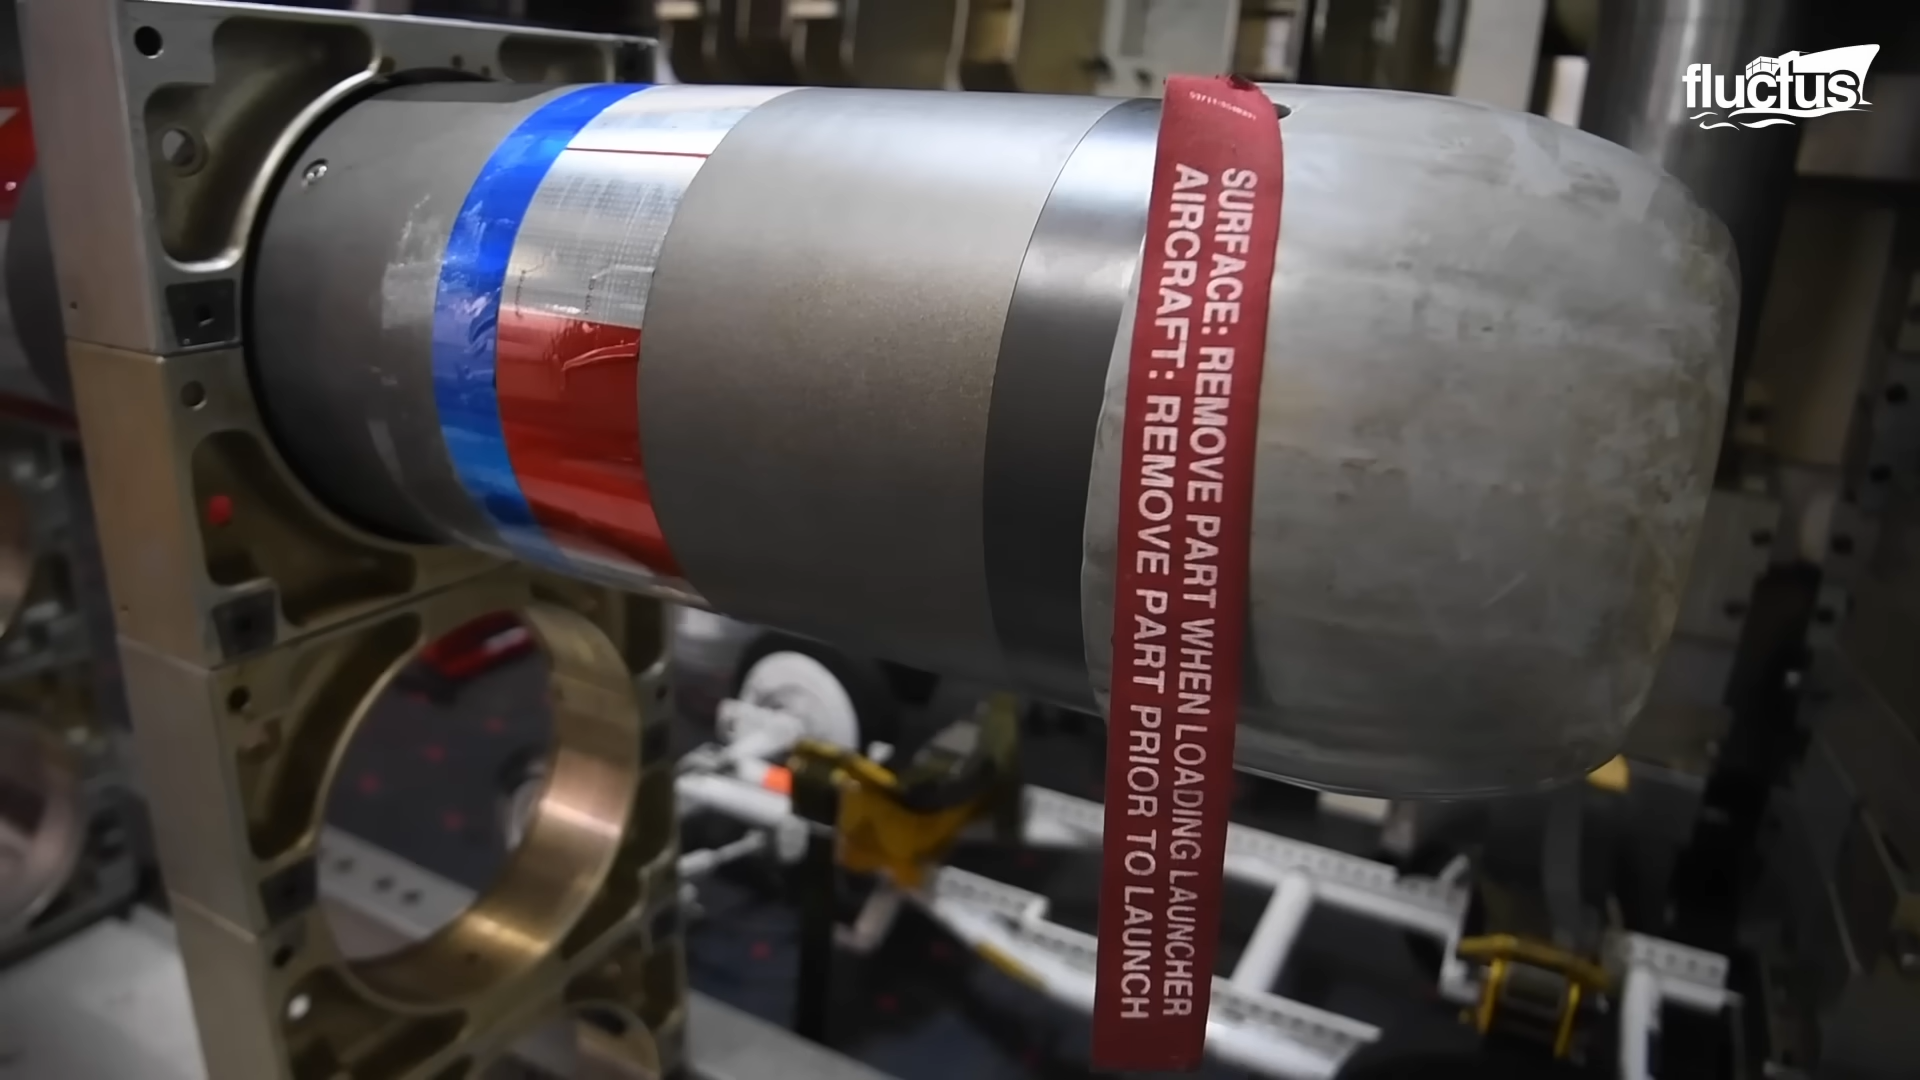 fluctus
SURFACE: REMOVE PART WHEN LOADING LAUNCHER
AIRCRAFT: REMOVE PART PRIOR TO LAUNCH